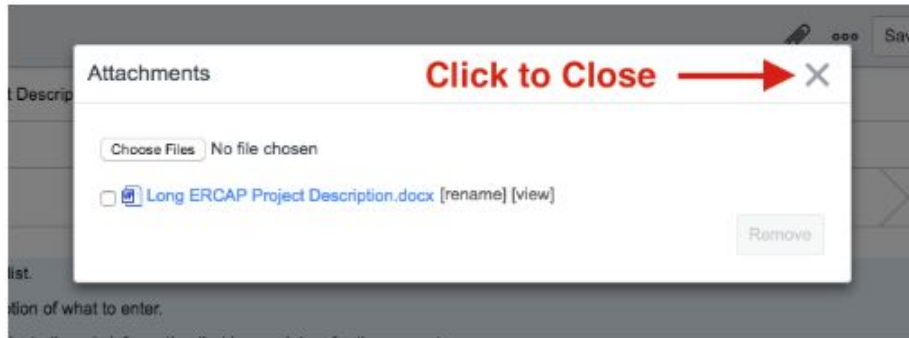 Sav
Attachments
Click to Close
t Descrip
Choose Files No file chosen
Long ERCAP Project Description.docx [rename] [view]
Remove
list.
tion of what to enter.